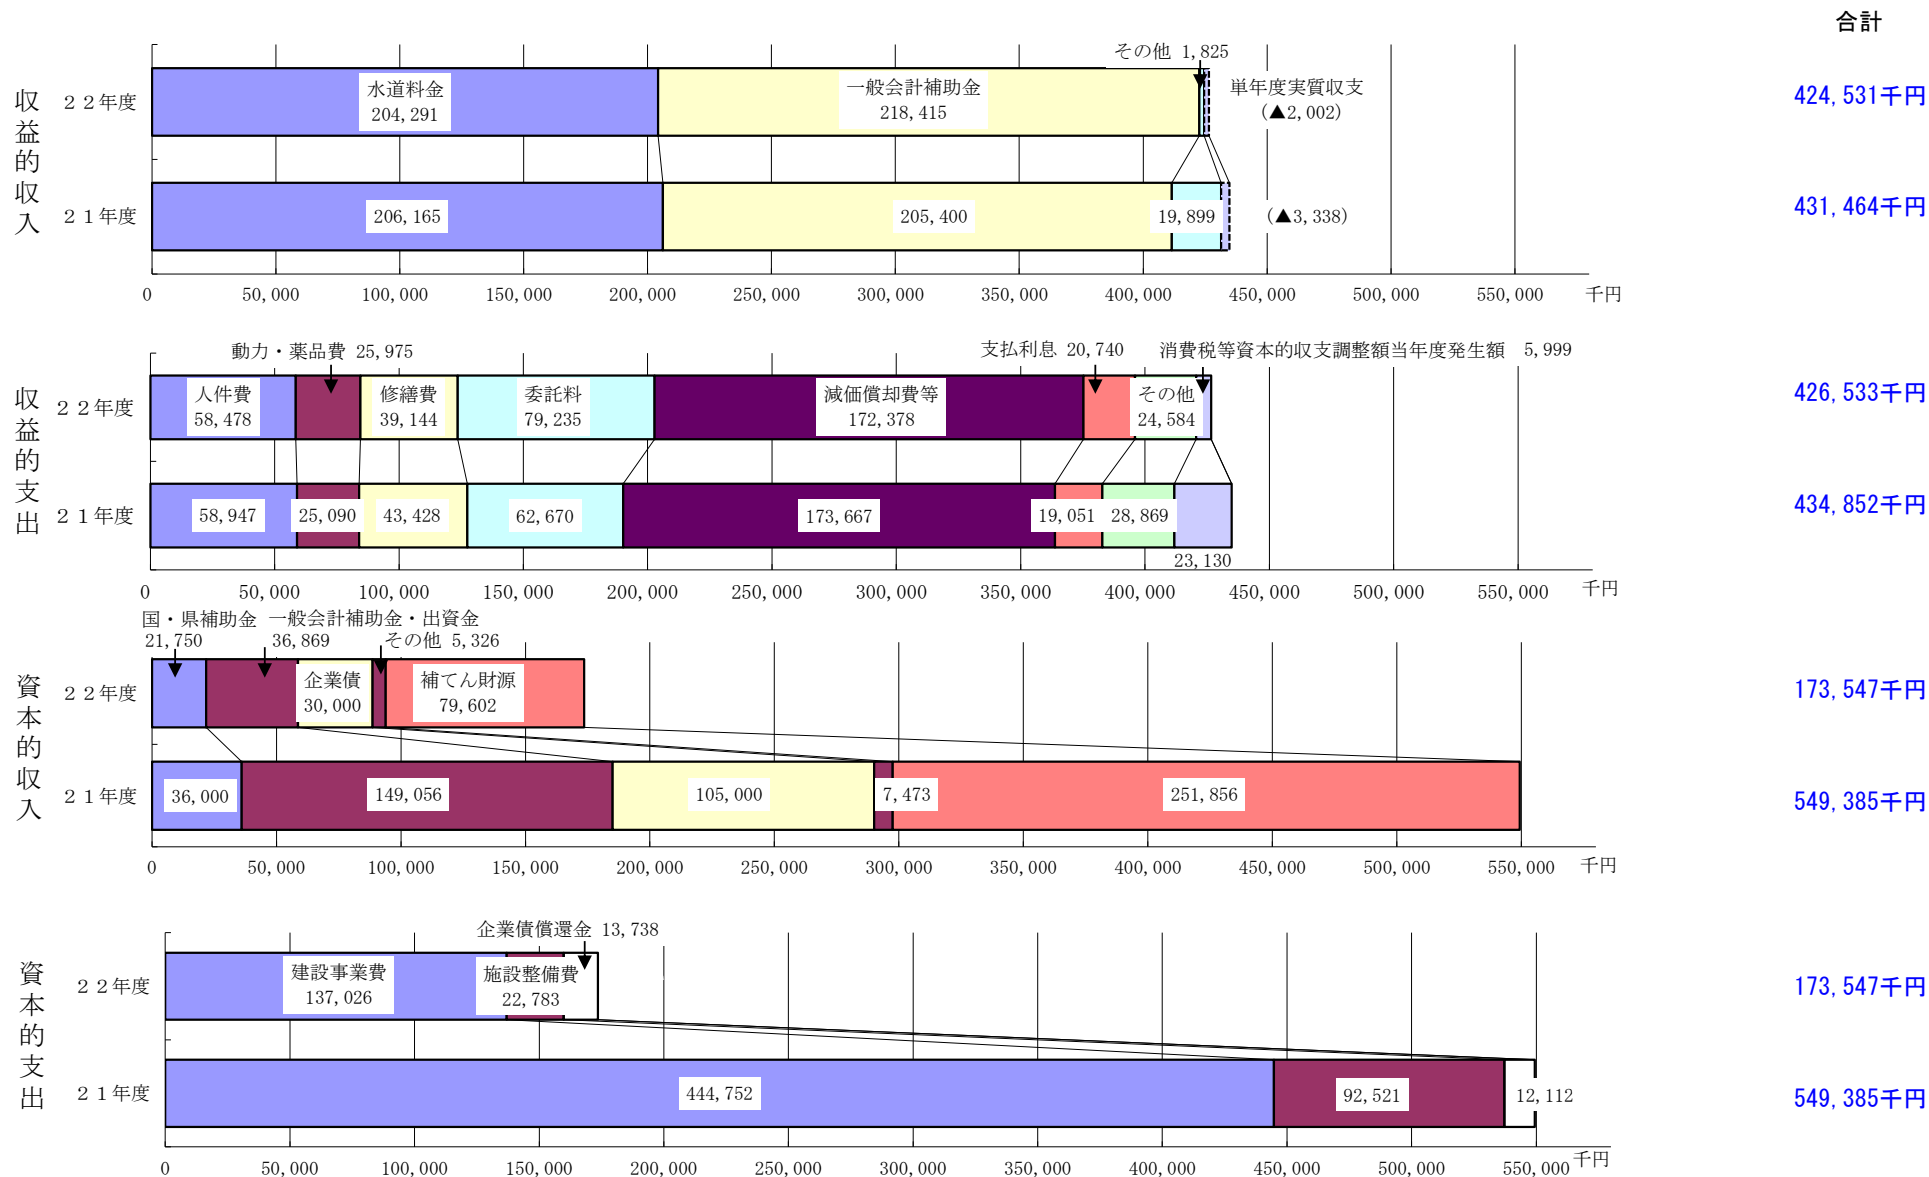 合計
収益的収入
その他 1,825
２２年度
水道料金
204,291
一般会計補助金
218,415
単年度実質収支
(▲2,002)
424,531千円
２１年度
206,165
205,400
19,899
(▲3,338)
431,464千円
0 50,000 100,000 150,000 200,000 250,000 300,000 350,000 400,000 450,000 500,000 550,000 千円
収益的支出
動力・薬品費 25,975
支払利息 20,740
消費税等資本的収支調整額当年度発生額 5,999
２２年度
人件費
58,478
修繕費
39,144
委託料
79,235
減価償却費等
172,378
その他
24,584
426,533千円
２１年度
58,947
25,090
43,428
62,670
173,667
19,051
28,869
23,130
434,852千円
0 50,000 100,000 150,000 200,000 250,000 300,000 350,000 400,000 450,000 500,000 550,000 千円
資本的収入
国・県補助金
21,750
一般会計補助金・出資金
36,869
その他 5,326
２２年度
企業債
30,000
補てん財源
79,602
173,547千円
２１年度
36,000
149,056
105,000
7,473
251,856
549,385千円
0 50,000 100,000 150,000 200,000 250,000 300,000 350,000 400,000 450,000 500,000 550,000 千円
資本的支出
企業債償還金 13,738
２２年度
建設事業費
137,026
施設整備費
22,783
173,547千円
２１年度
444,752
92,521
12,112
549,385千円
0 50,000 100,000 150,000 200,000 250,000 300,000 350,000 400,000 450,000 500,000 550,000 千円